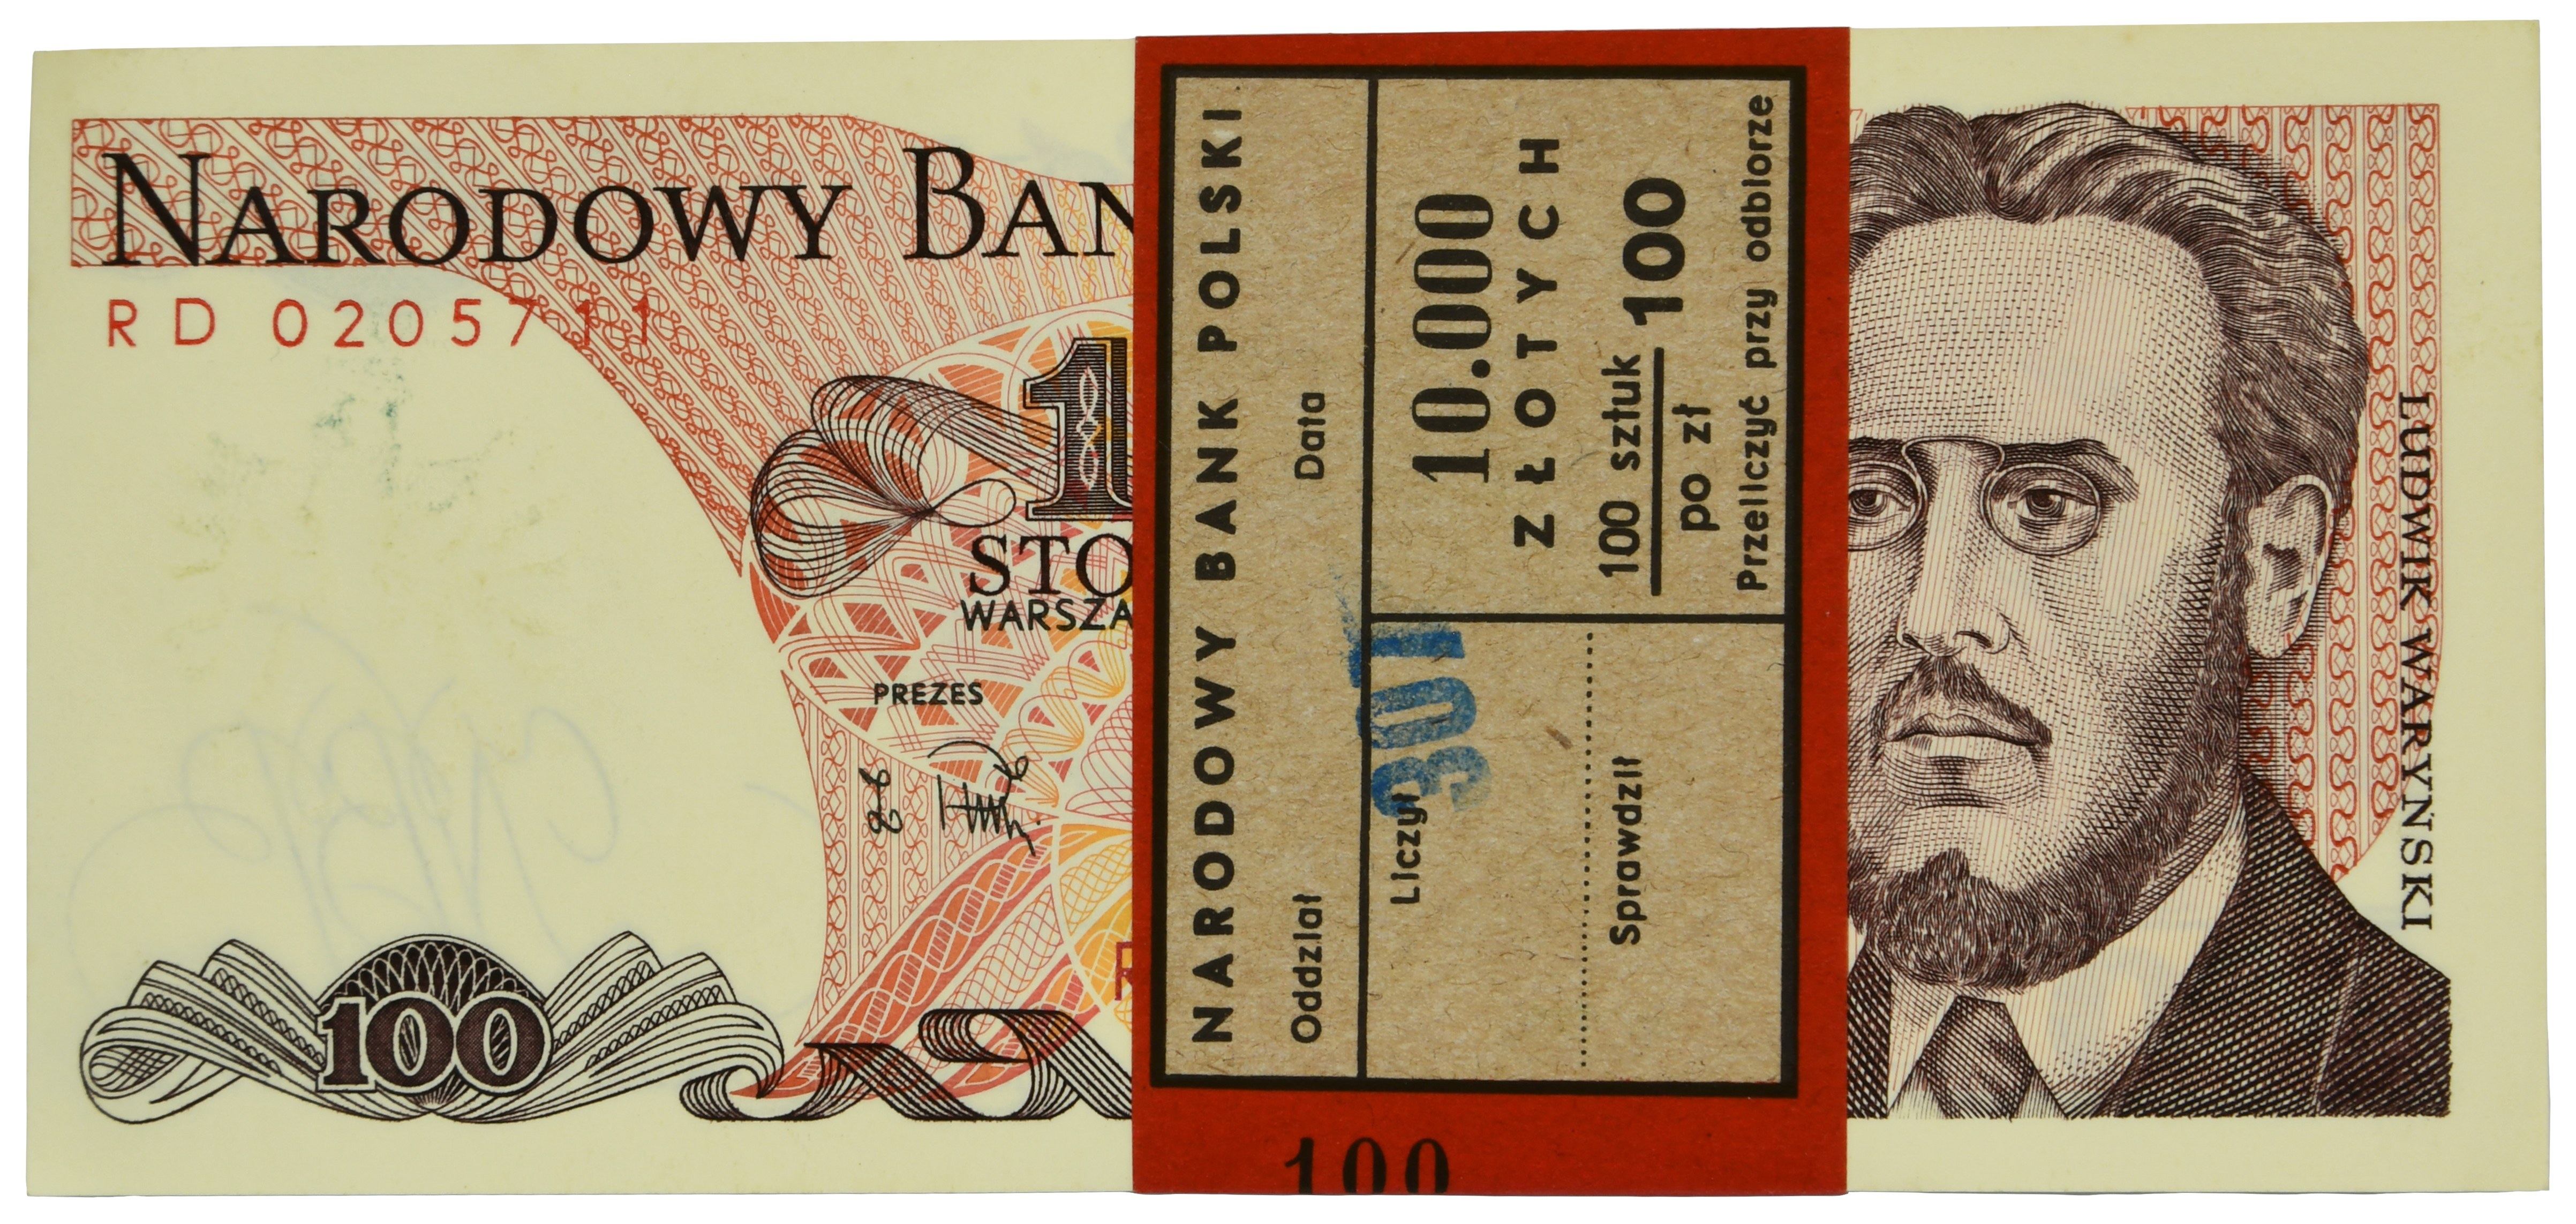 NARODOWY BAN
RD 0205711
1
STO
WARSZA
PREZES
100
NARODOWY BANK POLSKI
Oddział Data
10.000
ZŁOTYCH
100 sztuk
po zł 100
Przeliczyć przy odbiorze
Liczył
301
Sprawdził
100
LUDWIK WARYŃSKI